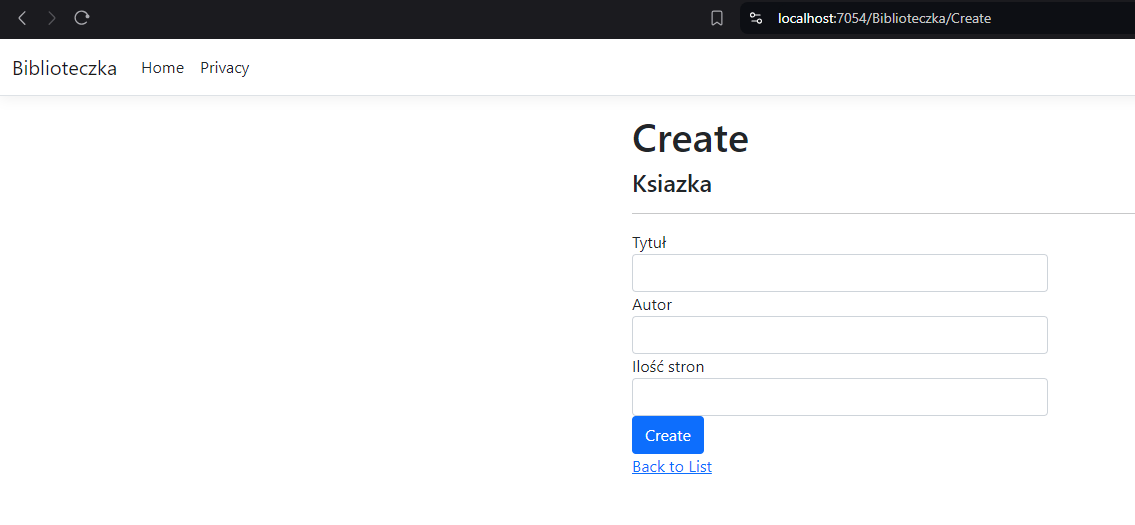 localhost:7054/Biblioteczka/Create
Biblioteczka Home Privacy
Create
Ksiazka
Tytuł
Autor
Ilość stron
Create
Back to List